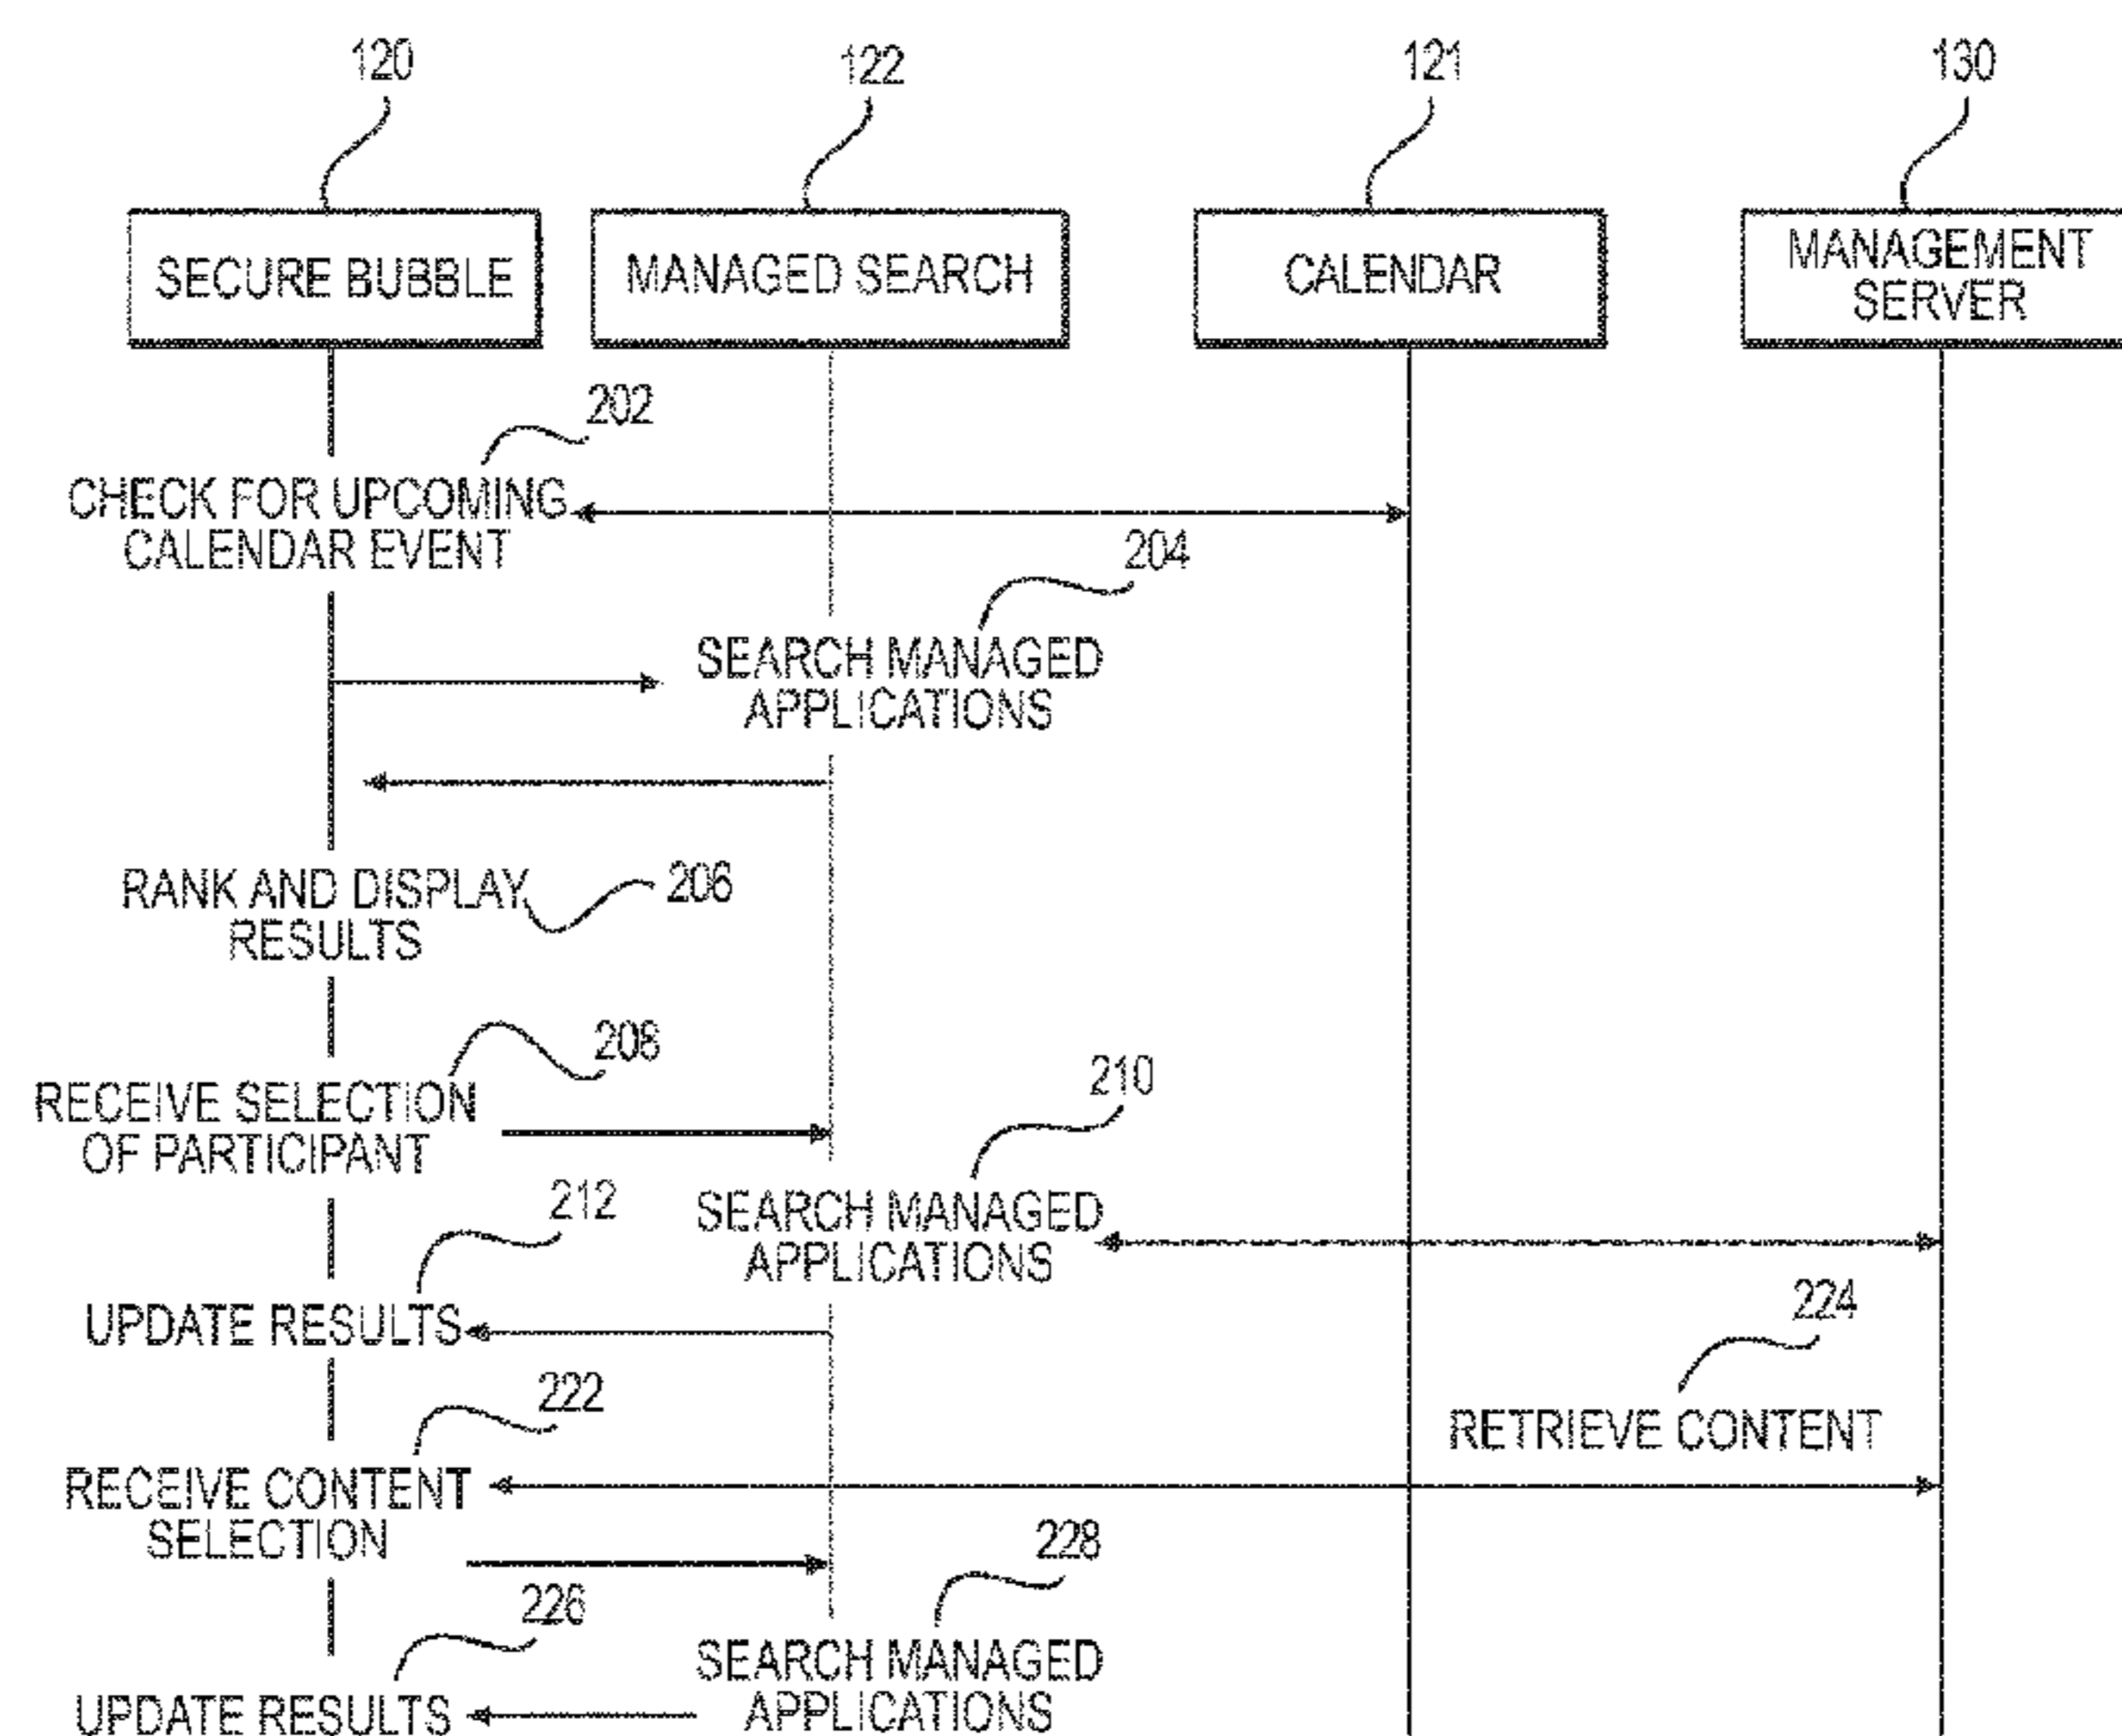 120
122
121
130
SECURE BUBBLE
MANAGED SEARCH
CALENDAR
MANAGEMENT
SERVER
202
CHECK FOR UPCOMING
CALENDAR EVENT
204
SEARCH MANAGED
APPLICATIONS
RANK AND DISPLAY
RESULTS
206
208
RECEIVE SELECTION
OF PARTICIPANT
210
212
SEARCH MANAGED
APPLICATIONS
UPDATE RESULTS
224
RETRIEVE CONTENT
222
RECEIVE CONTENT
SELECTION
228
226
SEARCH MANAGED
APPLICATIONS
UPDATE RESULTS